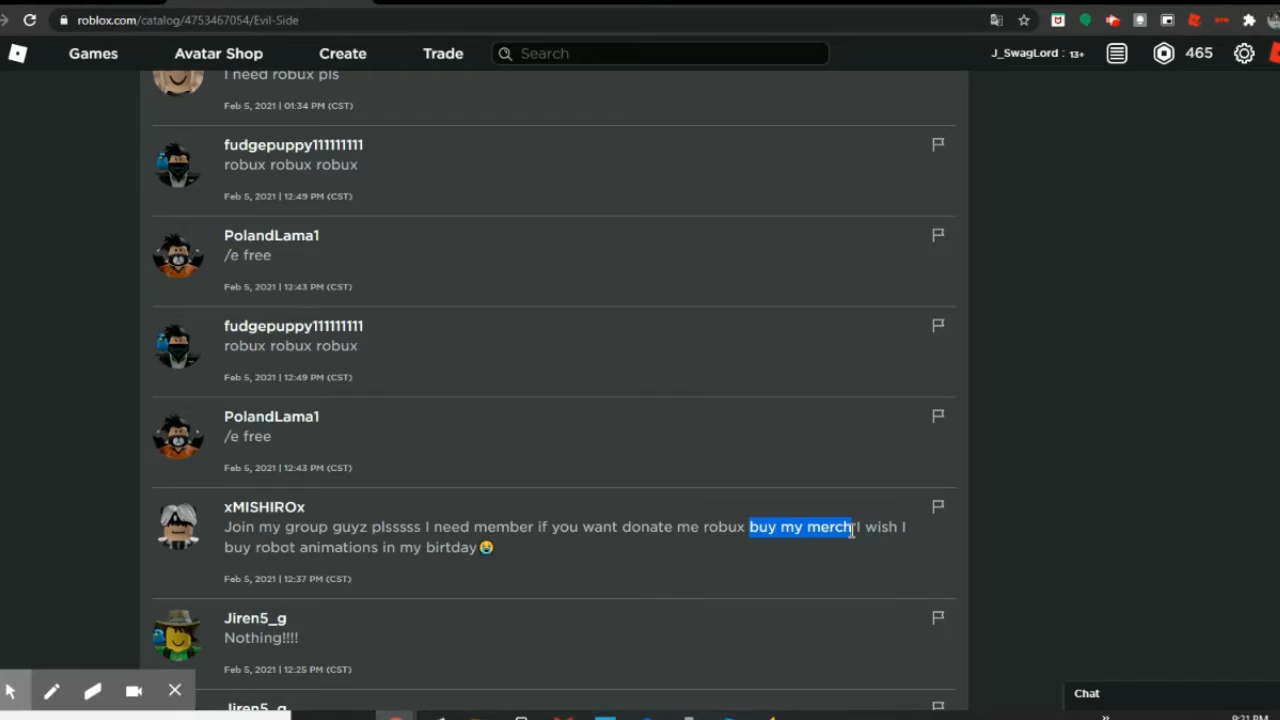 roblox.com/catalog/4753467054/Evil-Side
Games Avatar Shop Create Trade Search J_SwagLord : 13+ 465
I need robux pls
Feb 5, 2021 | 01:34 PM (CST)
fudgepuppy111111111
robux robux robux
Feb 5, 2021 | 12:49 PM (CST)
PolandLama1
/e free
Feb 5, 2021 | 12:43 PM (CST)
fudgepuppy111111111
robux robux robux
Feb 5, 2021 | 12:49 PM (CST)
PolandLama1
/e free
Feb 5, 2021 | 12:43 PM (CST)
xMISHIROx
Join my group guyz plsssss I need member if you want donate me robux buy my merch I wish I
buy robot animations in my birtday😭
Feb 5, 2021 | 12:37 PM (CST)
Jiren5_g
Nothing!!!!
Feb 5, 2021 | 12:25 PM (CST)
Jiren5_g
Chat
9:21 PM